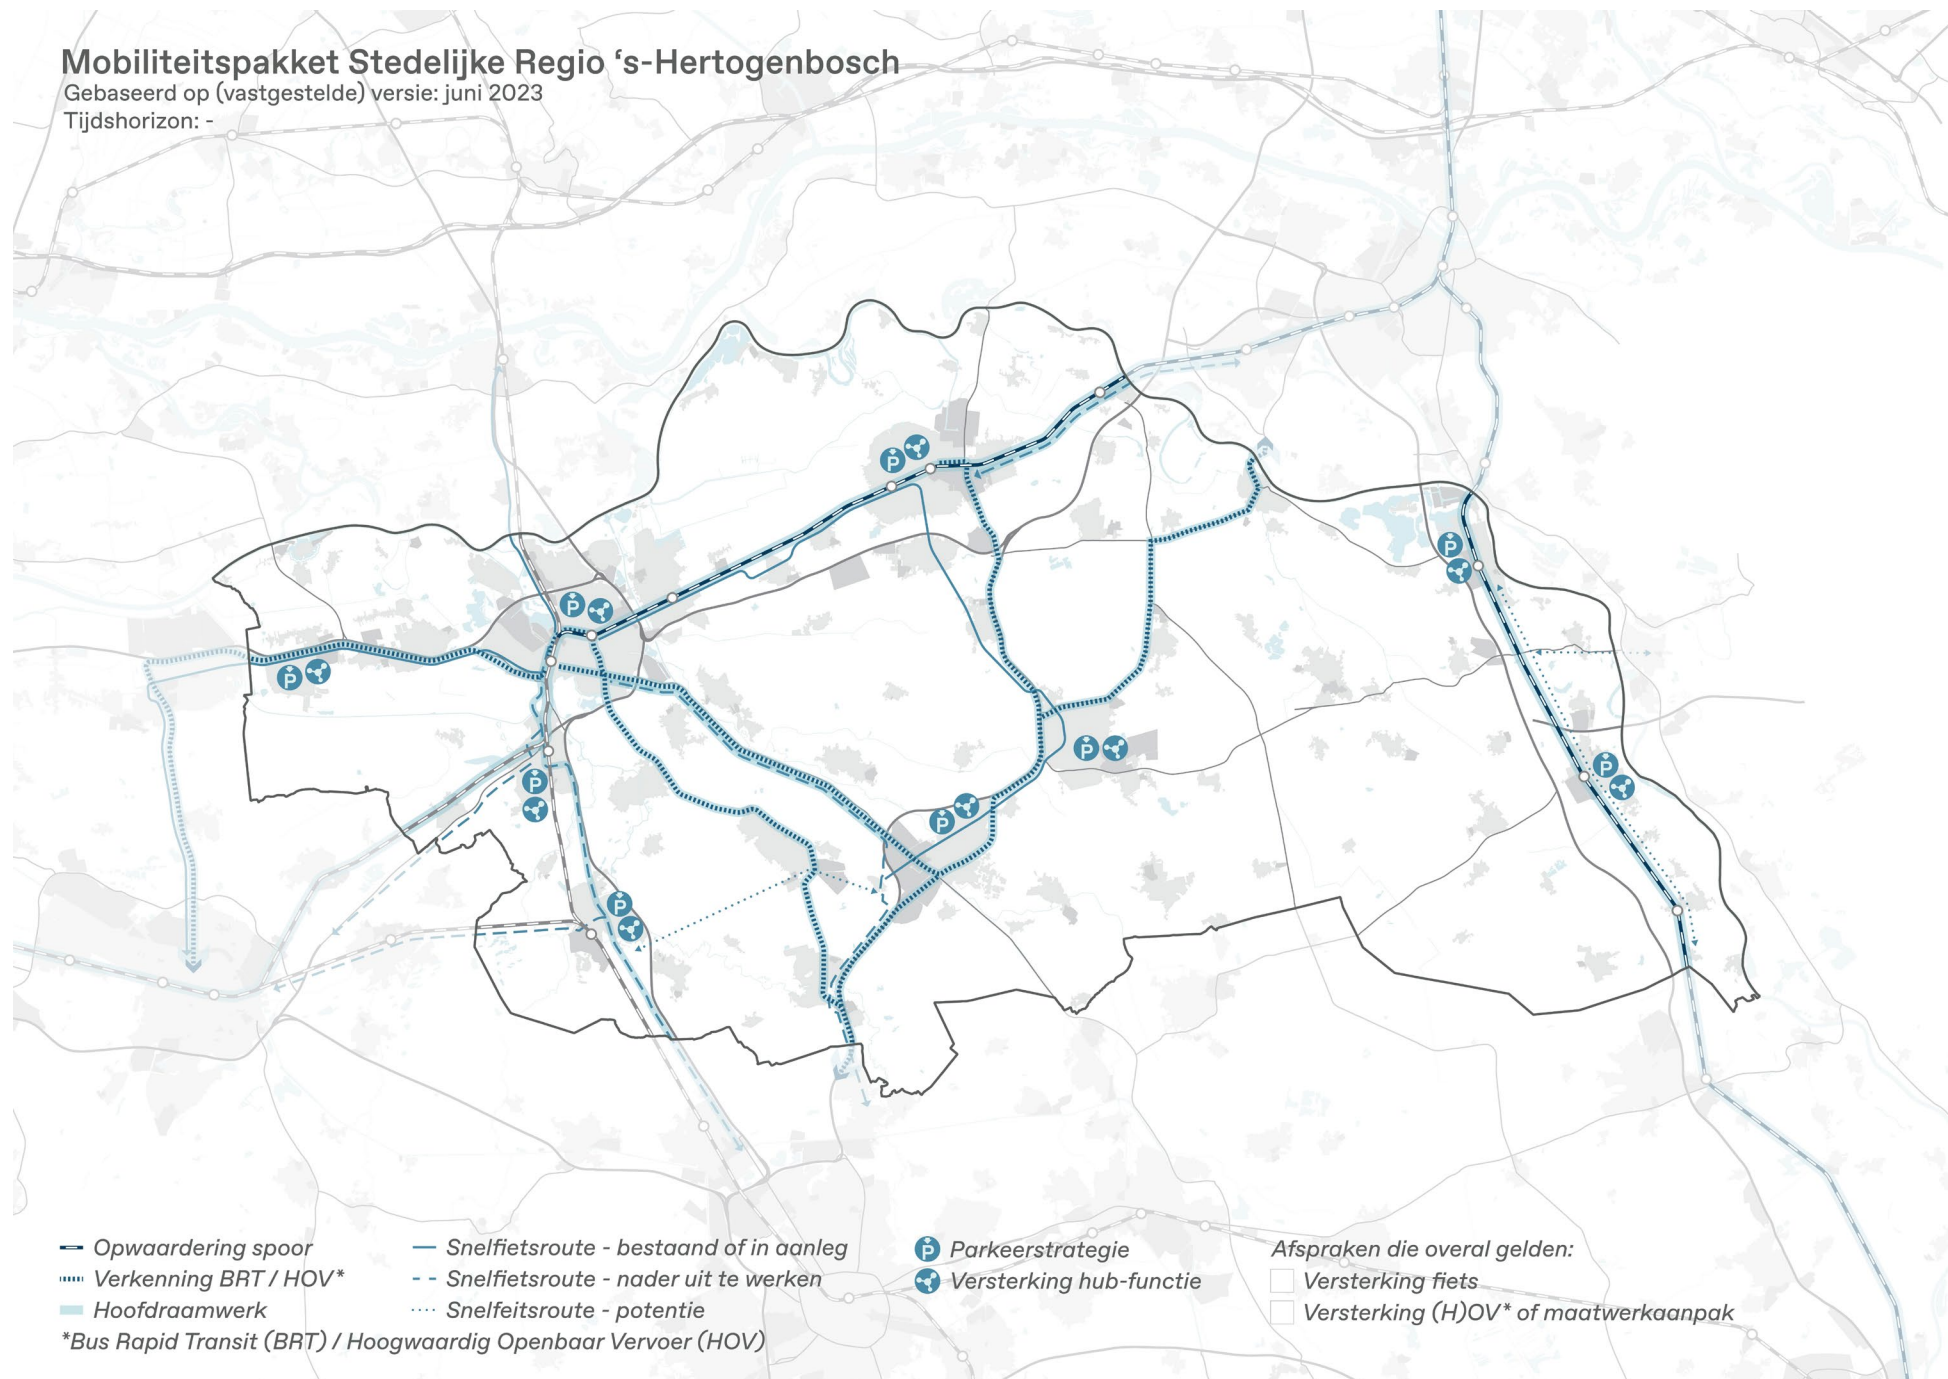 Mobiliteitspakket Stedelijke Regio ‘s-Hertogenbosch
Gebaseerd op (vastgestelde) versie: juni 2023
Tijdshorizon: -
P
P
P
P
P
P
P
P
P
Opwaardering spoor
Verkenning BRT / HOV*
Hoofdraamwerk
*Bus Rapid Transit (BRT) / Hoogwaardig Openbaar Vervoer (HOV)
Snelfietsroute - bestaand of in aanleg
Snelfietsroute - nader uit te werken
Snelfeitsroute - potentie
P Parkeerstrategie
Versterking hub-functie
Afspraken die overal gelden:
Versterking fiets
Versterking (H)OV* of maatwerkaanpak